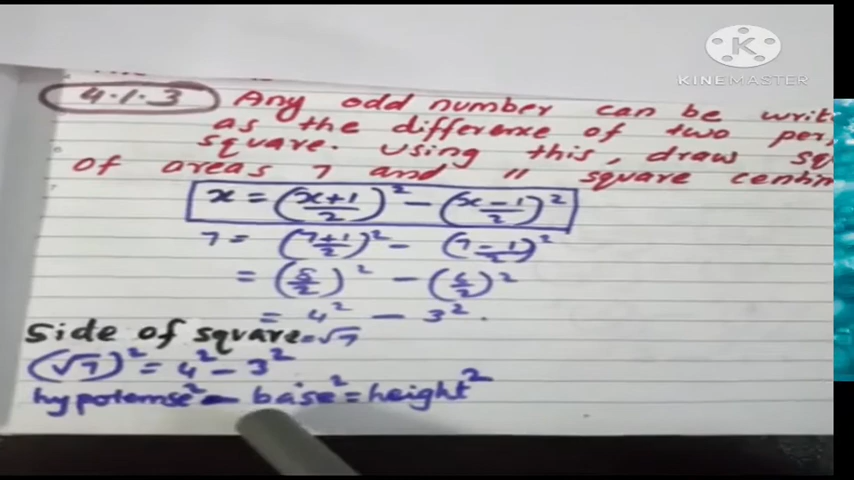 KINEMASTER
4.1.3 Any odd number can be writ
as the difference of two per,
square. Using this, draw sq
of areas 7 and 11 square centim
x = (x+1/2)² - (x-1/2)²
7 = (7+1/2)² - (7-1/2)²
= (8/2)² - (6/2)²
= 4² - 3².
Side of square = √7
(√7)² = 4² - 3²
hypotemse² - base² = height²